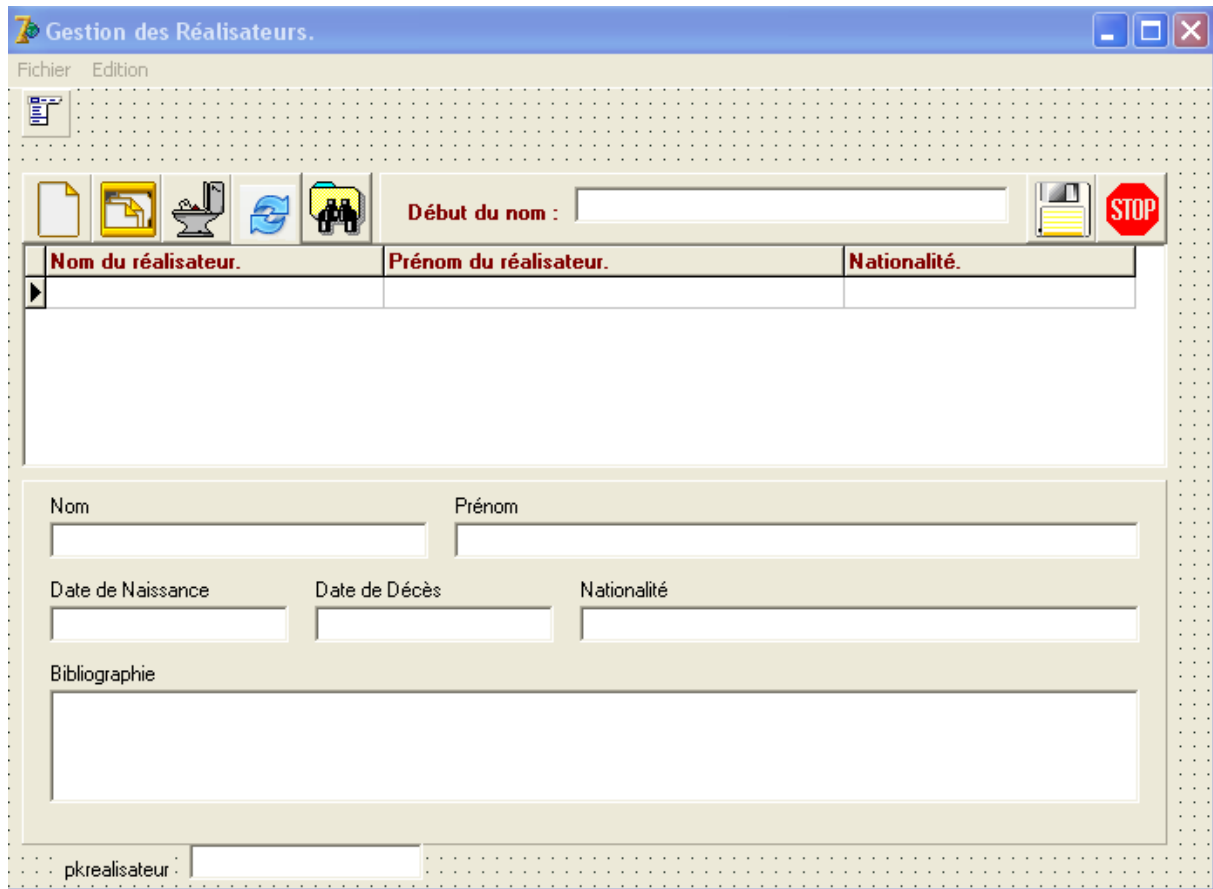 Gestion des Réalisateurs.
Fichier Edition
Début du nom :
STOP
Nom du réalisateur. Prénom du réalisateur. Nationalité.
Nom Prénom
Date de Naissance Date de Décès Nationalité
Bibliographie
pkrealisateur